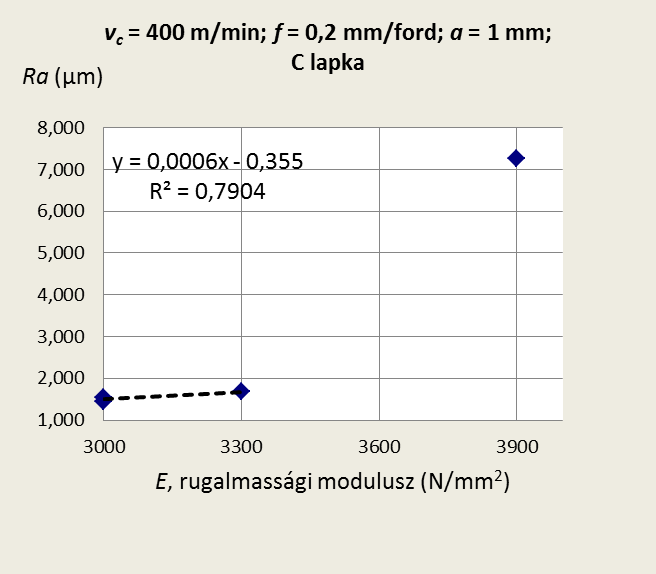 v_c = 400 m/min; f = 0,2 mm/ford; a = 1 mm;
C lapka
Ra (µm)
8,000
y = 0,0006x - 0,355
7,000
R² = 0,7904
6,000
5,000
4,000
3,000
2,000
1,000
3000 3300 3600 3900
E, rugalmassági modulusz (N/mm²)